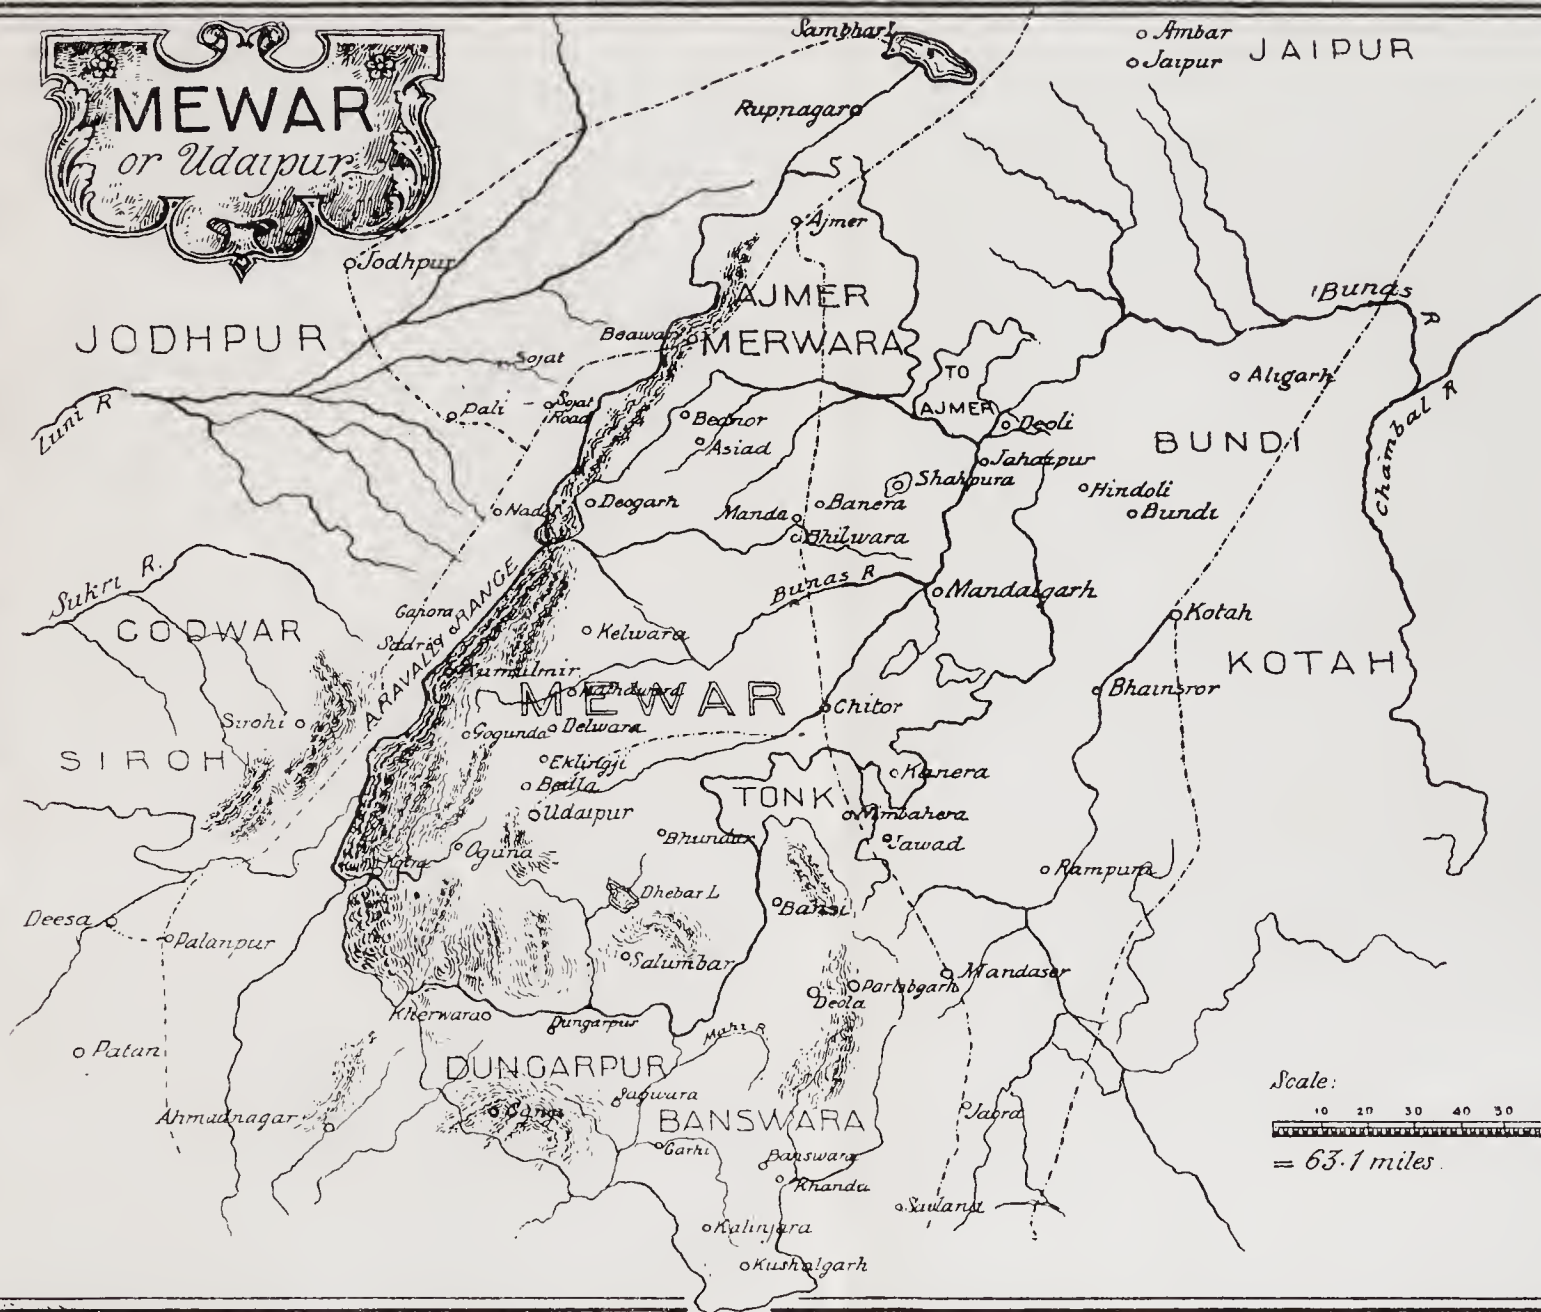 MEWAR
or Udaipur
Sambhar L
Ambar
Jaipur
JAIPUR
Rupnagar
Ajmer
Jodhpur
JODHPUR
AJMER
MERWARA
Bunas
R
Beawar
Sojat
TO
AJMER
Aligarh
Luni R
Pali
Sojat
Road
Bednor
Asiad
Deoli
BUNDI
Chambal R
Jahazpur
Shahpura
Hindoli
Bundi
Nadol
Deogarh
Manda
Banera
Bhilwara
Sukri R.
GODWAR
ARAVALLI RANGE
Ganora
Sadri
Bunas R
Mandalgarh
Kotah
Kelwara
KOTAH
Kumulmir
Nathdwara
MEWAR
Bhainsror
Sirohi
SIROHI
Chitor
Gogunda
Delwara
Eklingji
Bedla
Kanera
Udaipur
TONK
Nimbahera
Bhundar
Jawad
Kotra
Oguna
Rampura
Dhebar L
Bansi
Deesa
Palanpur
Salumbar
Mandaser
Partabgarh
Deola
Kherwara
Dungarpur
Mahi R
Patan
DUNGARPUR
Sagwara
Scale:
10 20 30 40 50
= 63.1 miles.
Ahmadnagar
BANSWARA
Jaora
Garhi
Banswara
Khandu
Sailana
Kalinjara
Kushalgarh